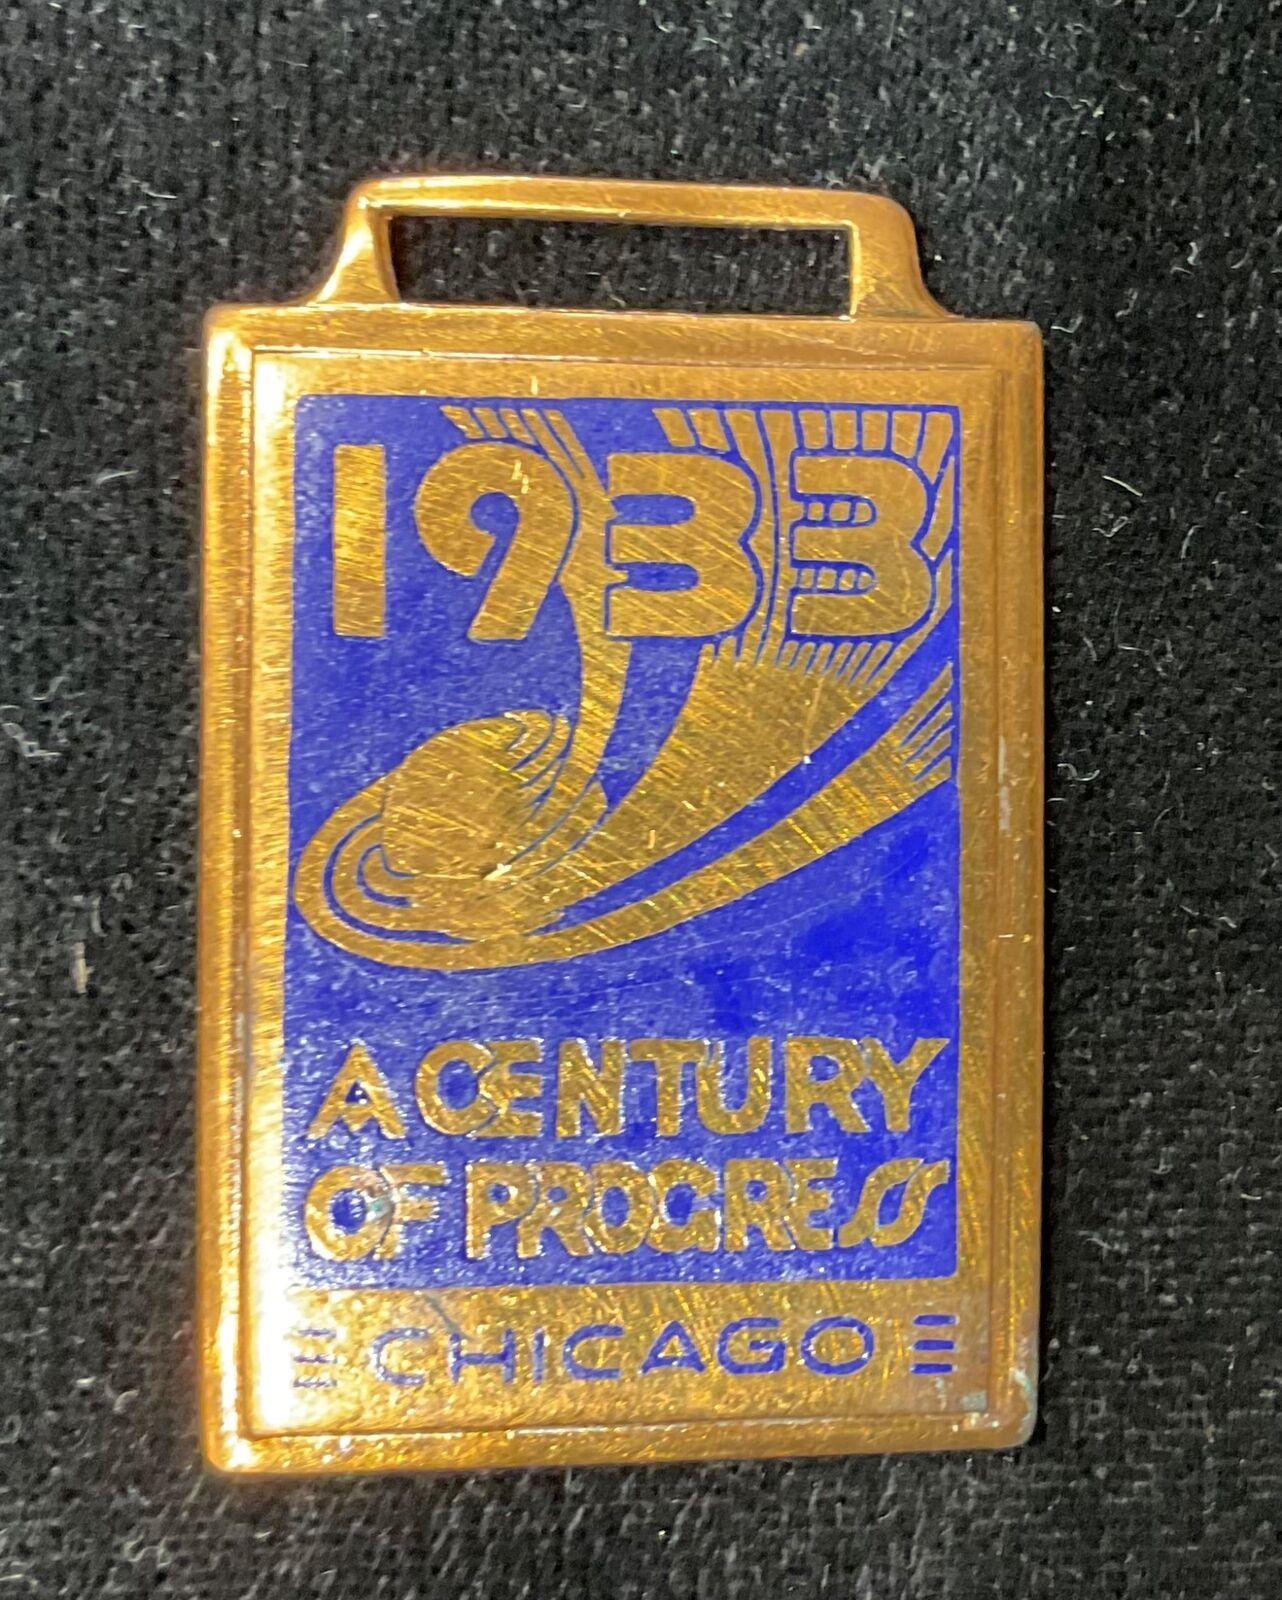 1933
A CENTURY
OF PROGRESS
CHICAGO